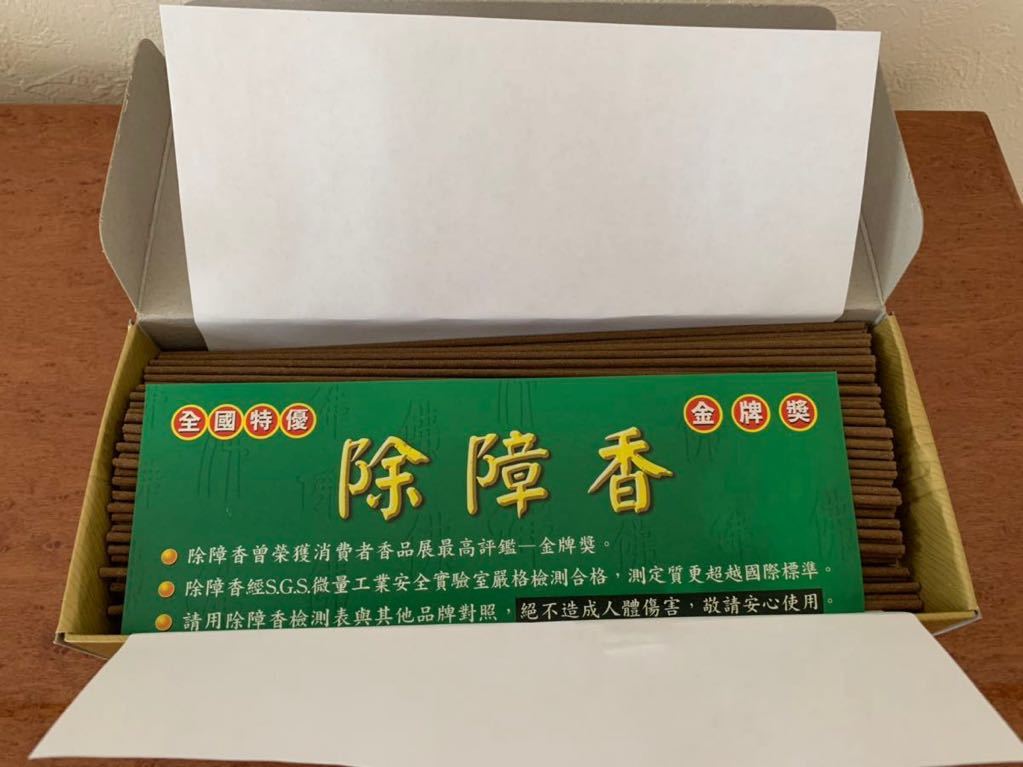 全國特優
金牌獎
除障香
除障香曾榮獲消費者香品展最高評鑑—金牌獎。
除障香經S.G.S.微量工業安全實驗室嚴格檢測合格，測定質更超越國際標準。
請用除障香檢測表與其他品牌對照，絕不造成人體傷害，敬請安心使用。